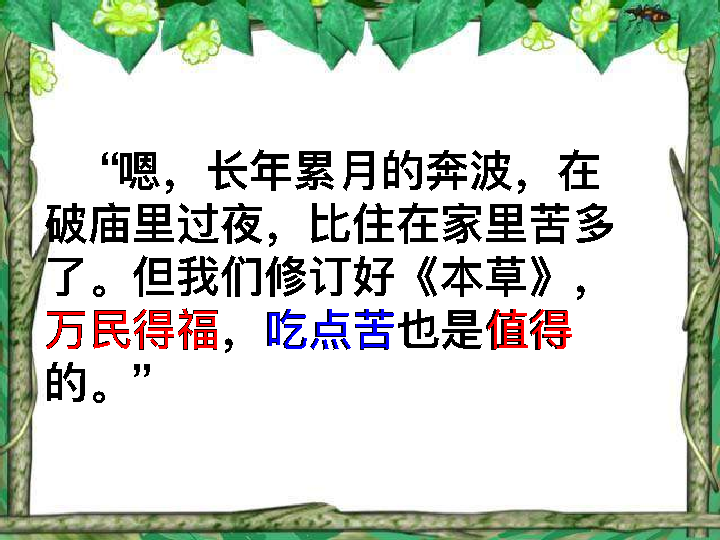 “嗯，长年累月的奔波，在
破庙里过夜，比住在家里苦多
了。但我们修订好《本草》，
万民得福，吃点苦也是值得
的。”